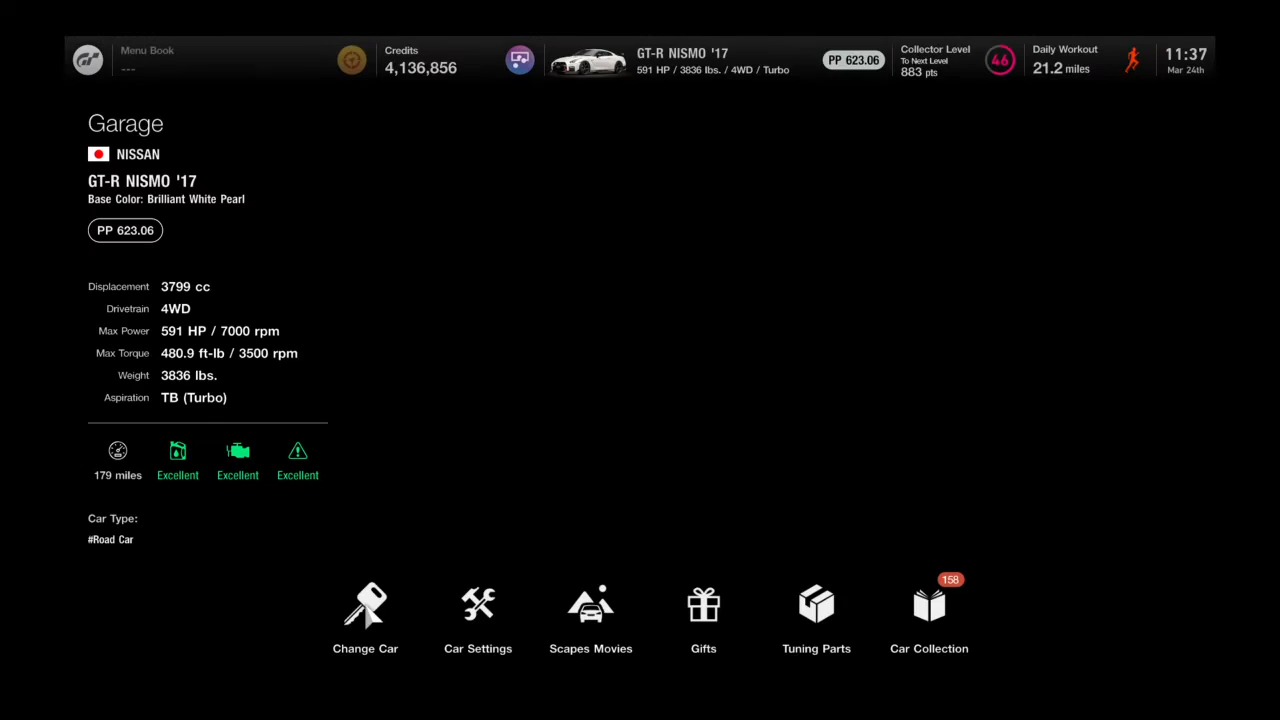 Menu Book
---
Credits
4,136,856
GT-R NISMO '17
591 HP / 3836 lbs. / 4WD / Turbo
PP 623.06
Collector Level
To Next Level
883 pts
46
Daily Workout
21.2 miles
11:37
Mar 24th
Garage
NISSAN
GT-R NISMO '17
Base Color: Brilliant White Pearl
PP 623.06
Displacement 3799 cc
Drivetrain 4WD
Max Power 591 HP / 7000 rpm
Max Torque 480.9 ft-lb / 3500 rpm
Weight 3836 lbs.
Aspiration TB (Turbo)
179 miles Excellent Excellent Excellent
Car Type:
#Road Car
158
Change Car Car Settings Scapes Movies Gifts Tuning Parts Car Collection